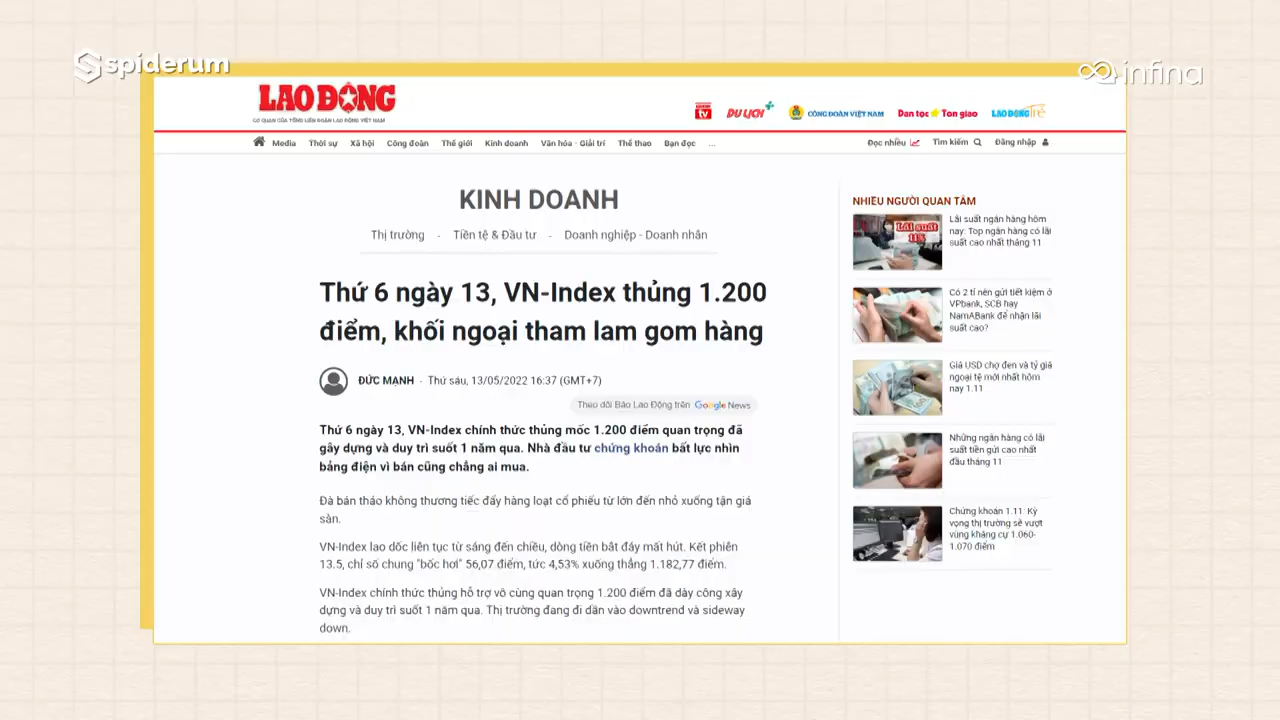 spiderum
infina
LAO ĐỘNG
CƠ QUAN CỦA TỔNG LIÊN ĐOÀN LAO ĐỘNG VIỆT NAM
tv
DU LỊCH
CÔNG ĐOÀN VIỆT NAM
Dan toc Ton giao
LAO ĐỘNG Trẻ
Media Thời sự Xã hội Công đoàn Thế giới Kinh doanh Văn hóa - Giải trí Thể thao Bạn đọc ...
Đọc nhiều Tìm kiếm Đăng nhập
KINH DOANH
Thị trường - Tiền tệ & Đầu tư - Doanh nghiệp - Doanh nhân
Thứ 6 ngày 13, VN-Index thủng 1.200
điểm, khối ngoại tham lam gom hàng
ĐỨC MẠNH - Thứ sáu, 13/05/2022 16:37 (GMT+7)
Theo dõi Báo Lao Động trên Google News
Thứ 6 ngày 13, VN-Index chính thức thủng mốc 1.200 điểm quan trọng đã
gây dựng và duy trì suốt 1 năm qua. Nhà đầu tư chứng khoán bất lực nhìn
bảng điện vì bán cũng chẳng ai mua.
Đà bán tháo không thương tiếc đẩy hàng loạt cổ phiếu từ lớn đến nhỏ xuống tận giá
sàn.
VN-Index lao dốc liên tục từ sáng đến chiều, dòng tiền bắt đáy mất hút. Kết phiên
13.5, chỉ số chung "bốc hơi" 56,07 điểm, tức 4,53% xuống thẳng 1.182,77 điểm.
VN-Index chính thức thủng hỗ trợ vô cùng quan trọng 1.200 điểm đã dày công xây
dựng và duy trì suốt 1 năm qua. Thị trường đang đi dần vào downtrend và sideway
down.
NHIỀU NGƯỜI QUAN TÂM
Lãi suất
11%
Lãi suất ngân hàng hôm
nay: Top ngân hàng có lãi
suất cao nhất tháng 11
Có 2 tỉ nên gửi tiết kiệm ở
VPbank, SCB hay
NamABank để nhận lãi
suất cao?
Giá USD chợ đen và tỷ giá
ngoại tệ mới nhất hôm
nay 1.11
Những ngân hàng có lãi
suất tiền gửi cao nhất
đầu tháng 11
Chứng khoán 1.11: Kỳ
vọng thị trường sẽ vượt
vùng kháng cự 1.060-
1.070 điểm